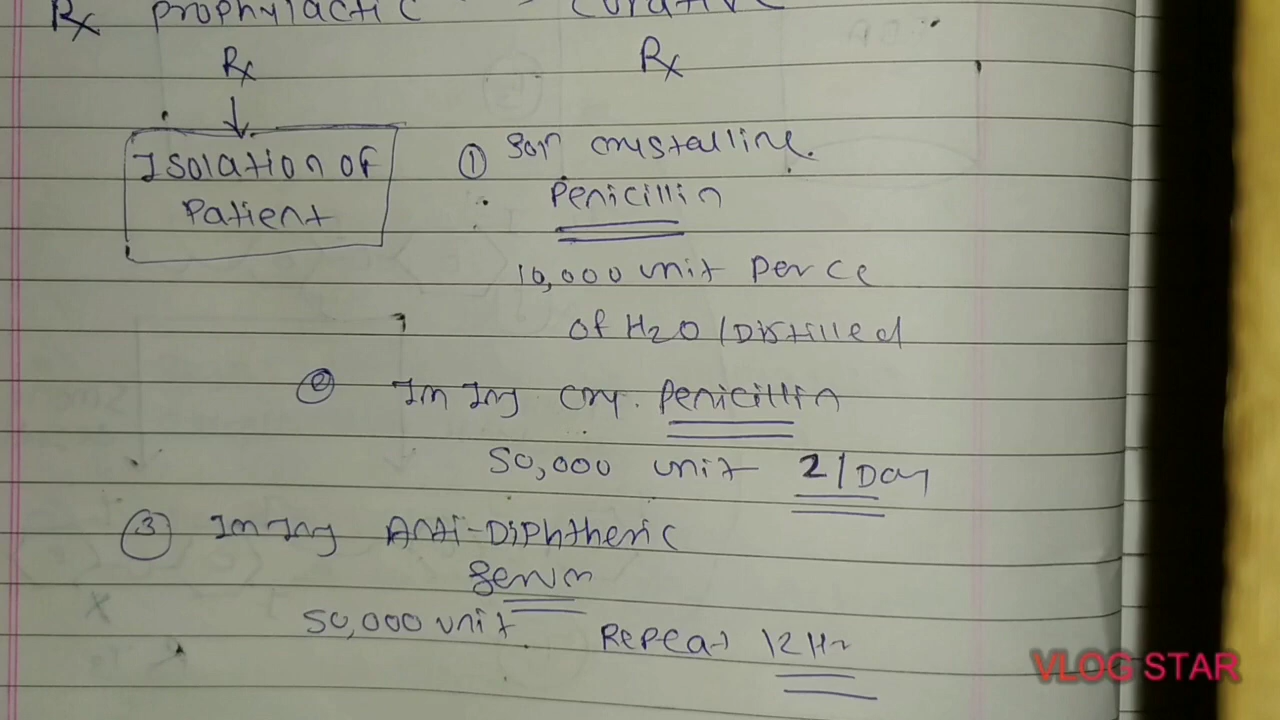 Rx prophylactic curative
Rx
Rx
Isolation of
Patient
① Son crystalline.
Penicillin
10,000 unit Per cc
of H2O/Distilled
② Im Inj cry. Penicillin
50,000 unit 2/Day
③ Im Inj Anti-Diphtheric
Serum
50,000 unit Repeat 12 Hr
VLOG STAR